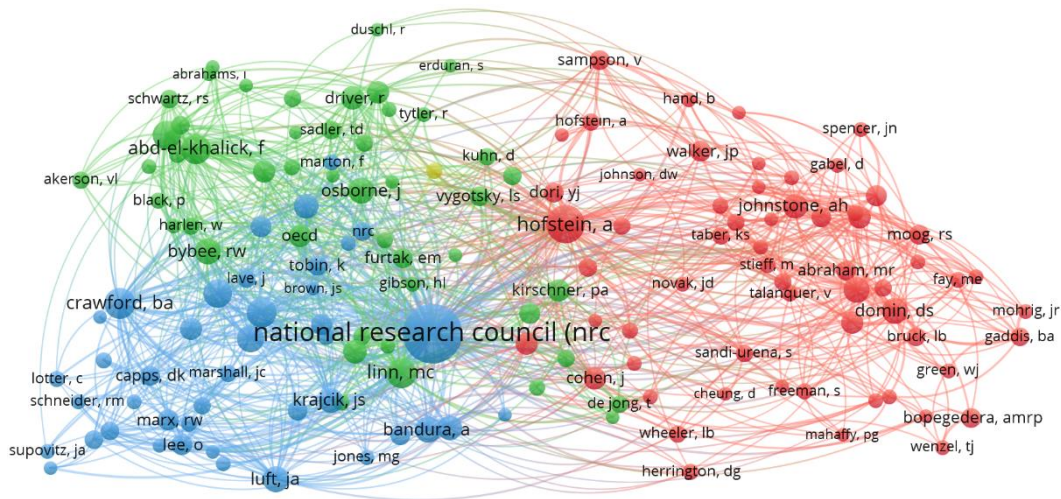 duschl, r
erduran, s
sampson, v
abrahams, i
schwartz, rs
driver, r
tytler, r
hand, b
hofstein, a
spencer, jn
sadler, td
abd-el-khalick, f
marton, f
kuhn, d
walker, jp
gabel, d
akerson, vl
osborne, j
johnson, dw
black, p
vygotsky, ls
dori, yj
johnstone, ah
harlen, w
oecd
nrc
hofstein, a
taber, ks
moog, rs
bybee, rw
furtak, em
tobin, k
stieff, m
lave, j
gibson, hl
abraham, mr
fay, me
brown, js
kirschner, pa
novak, jd
talanquer, v
crawford, ba
domin, ds
mohrig, jr
national research council (nrc
bruck, lb
gaddis, ba
sandi-urena, s
lotter, c
capps, dk
marshall, jc
linn, mc
cohen, j
green, wj
cheung, d
freeman, s
schneider, rm
krajcik, js
de jong, t
marx, rw
bandura, a
bopegedera, amrp
supovitz, ja
lee, o
wheeler, lb
mahaffy, pg
wenzel, tj
jones, mg
luft, ja
herrington, dg